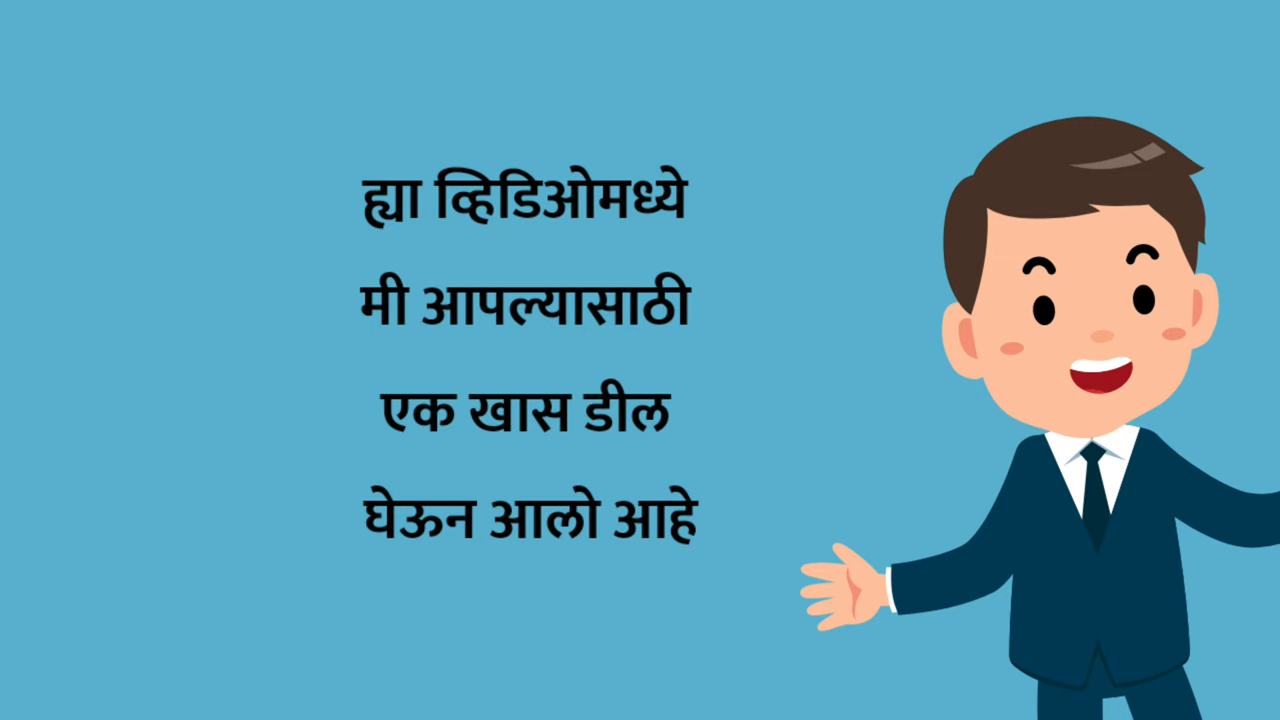 ह्या व्हिडिओमध्ये
मी आपल्यासाठी
एक खास डील
घेऊन आलो आहे